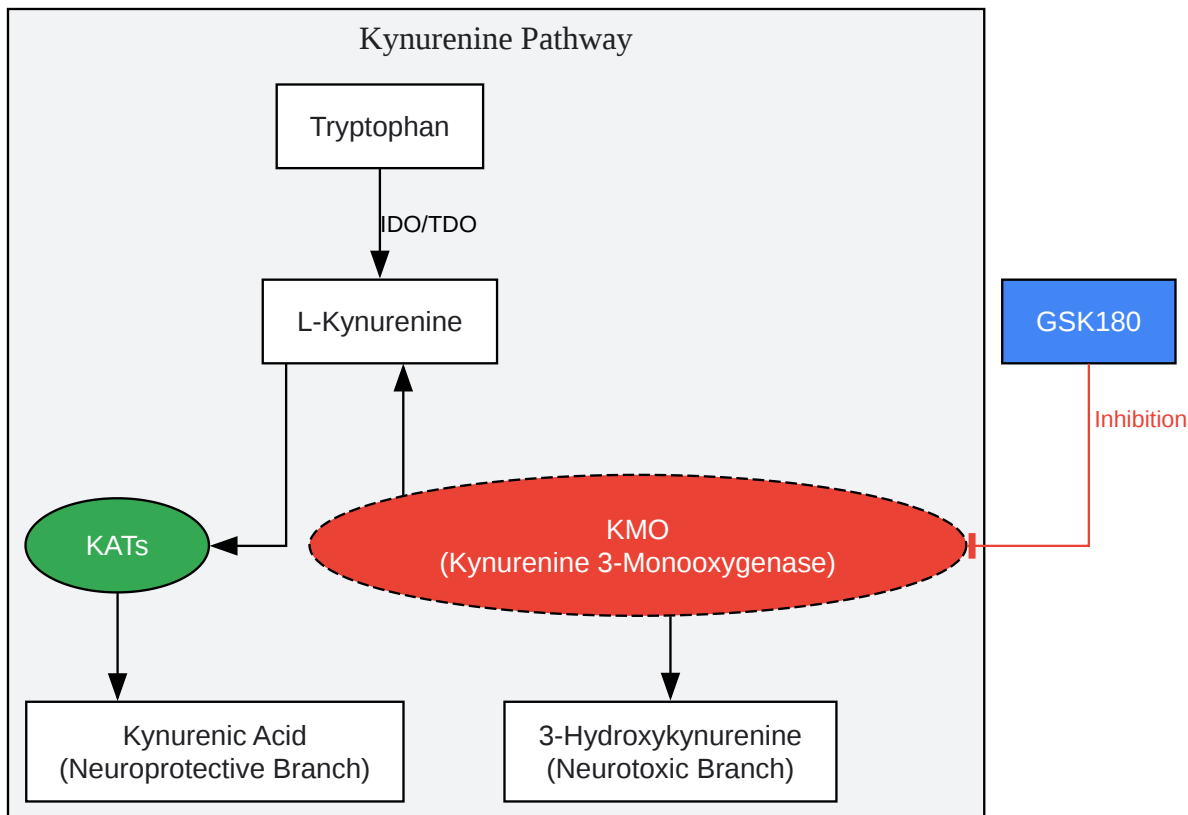 Kynurenine Pathway
Tryptophan
IDO/TDO
L-Kynurenine
GSK180
Inhibition
KATs
KMO
(Kynurenine 3-Monooxygenase)
Kynurenic Acid
(Neuroprotective Branch)
3-Hydroxykynurenine
(Neurotoxic Branch)